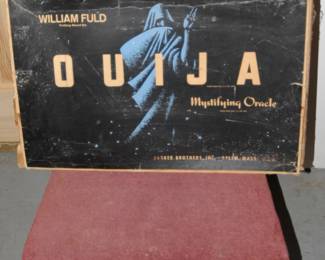 WILLIAM FULD
OUIJA
Mystifying Oracle
PARKER BROTHERS, INC. SALEM, MASS.